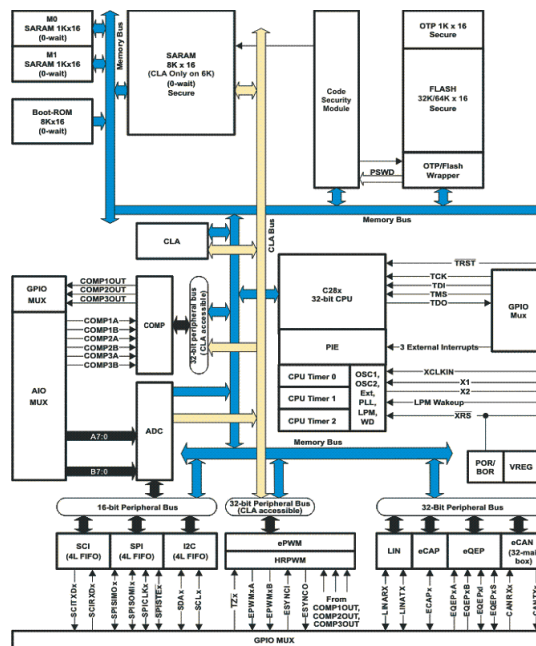 M0
SARAM 1Kx16
(0-wait)
M1
SARAM 1Kx16
(0-wait)
Boot-ROM
8Kx16
(0-wait)
Memory Bus
SARAM
8K x 16
(CLA Only on 6K)
(0-wait)
Secure
Code
Security
Module
OTP 1K x 16
Secure
FLASH
32K/64K x 16
Secure
OTP/Flash
Wrapper
PSWD
Memory Bus
CLA Bus
CLA
C28x
32-bit CPU
TRST
TCK
TDI
TMS
TDO
GPIO
Mux
PIE
3 External Interrupts
CPU Timer 0
CPU Timer 1
CPU Timer 2
OSC1,
OSC2,
Ext,
PLL,
LPM,
WD
XCLKIN
X1
X2
LPM Wakeup
XRS
POR/
BOR
VREG
GPIO
MUX
COMP1OUT
COMP2OUT
COMP3OUT
COMP
32-bit peripheral bus
(CLA accessible)
AIO
MUX
COMP1A
COMP1B
COMP2A
COMP2B
COMP3A
COMP3B
ADC
A7:0
B7:0
Memory Bus
16-bit Peripheral Bus
32-bit Peripheral Bus
(CLA accessible)
32-Bit Peripheral Bus
SCI
(4L FIFO)
SPI
(4L FIFO)
I2C
(4L FIFO)
ePWM
HRPWM
LIN
eCAP
eQEP
eCAN
(32-mail
box)
SCITXDx
SCIRXDx
SPISIMOx
SPISOMIx
SPICLKx
SPISTEx
SDAx
SCLx
TZx
EPWMxA
EPWMxB
ESYNCI
ESYNCO
From
COMP1OUT,
COMP2OUT,
COMP3OUT
LINARX
LINATX
ECAPx
EQEPxA
EQEPxB
EQEPxI
EQEPxS
CANRXx
CANTXx
GPIO MUX